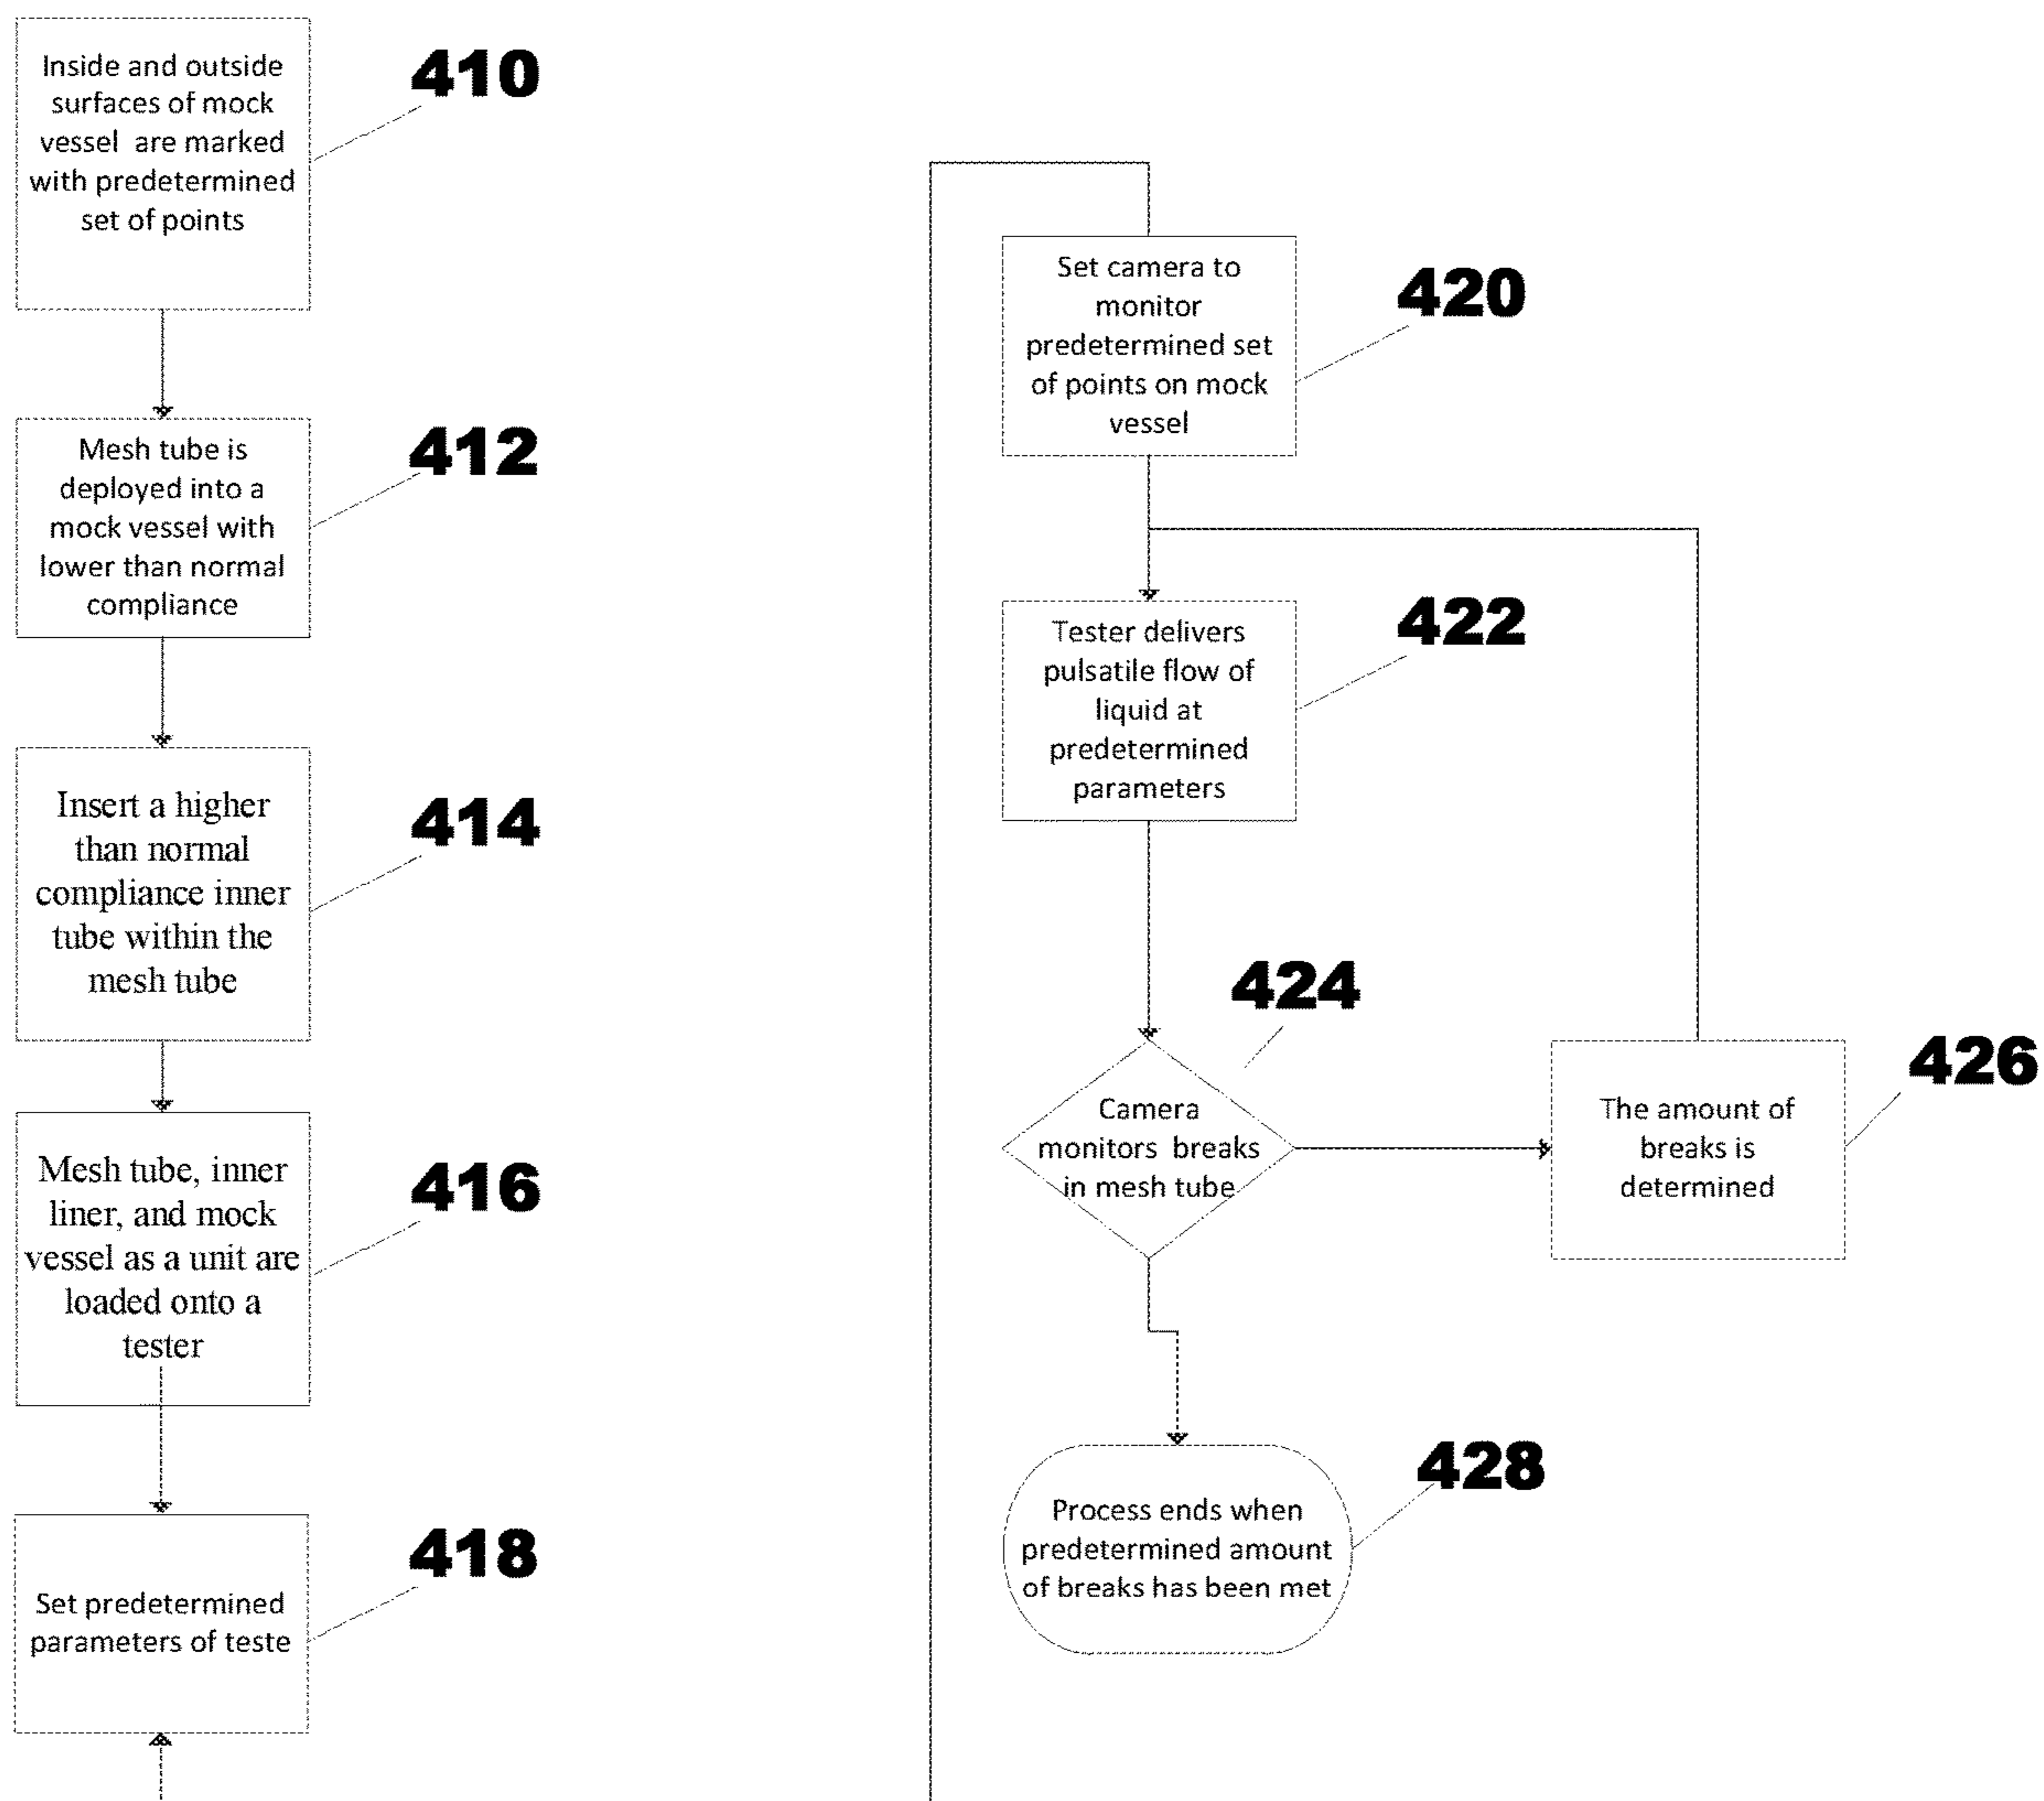 Inside and outside
surfaces of mock
vessel are marked
with predetermined
set of points
410
Mesh tube is
deployed into a
mock vessel with
lower than normal
compliance
412
Insert a higher
than normal
compliance inner
tube within the
mesh tube
414
Mesh tube, inner
liner, and mock
vessel as a unit are
loaded onto a
tester
416
Set predetermined
parameters of teste
418
Set camera to
monitor
predetermined set
of points on mock
vessel
420
Tester delivers
pulsatile flow of
liquid at
predetermined
parameters
422
Camera
monitors breaks
in mesh tube
424
The amount of
breaks is
determined
426
Process ends when
predetermined amount
of breaks has been met
428